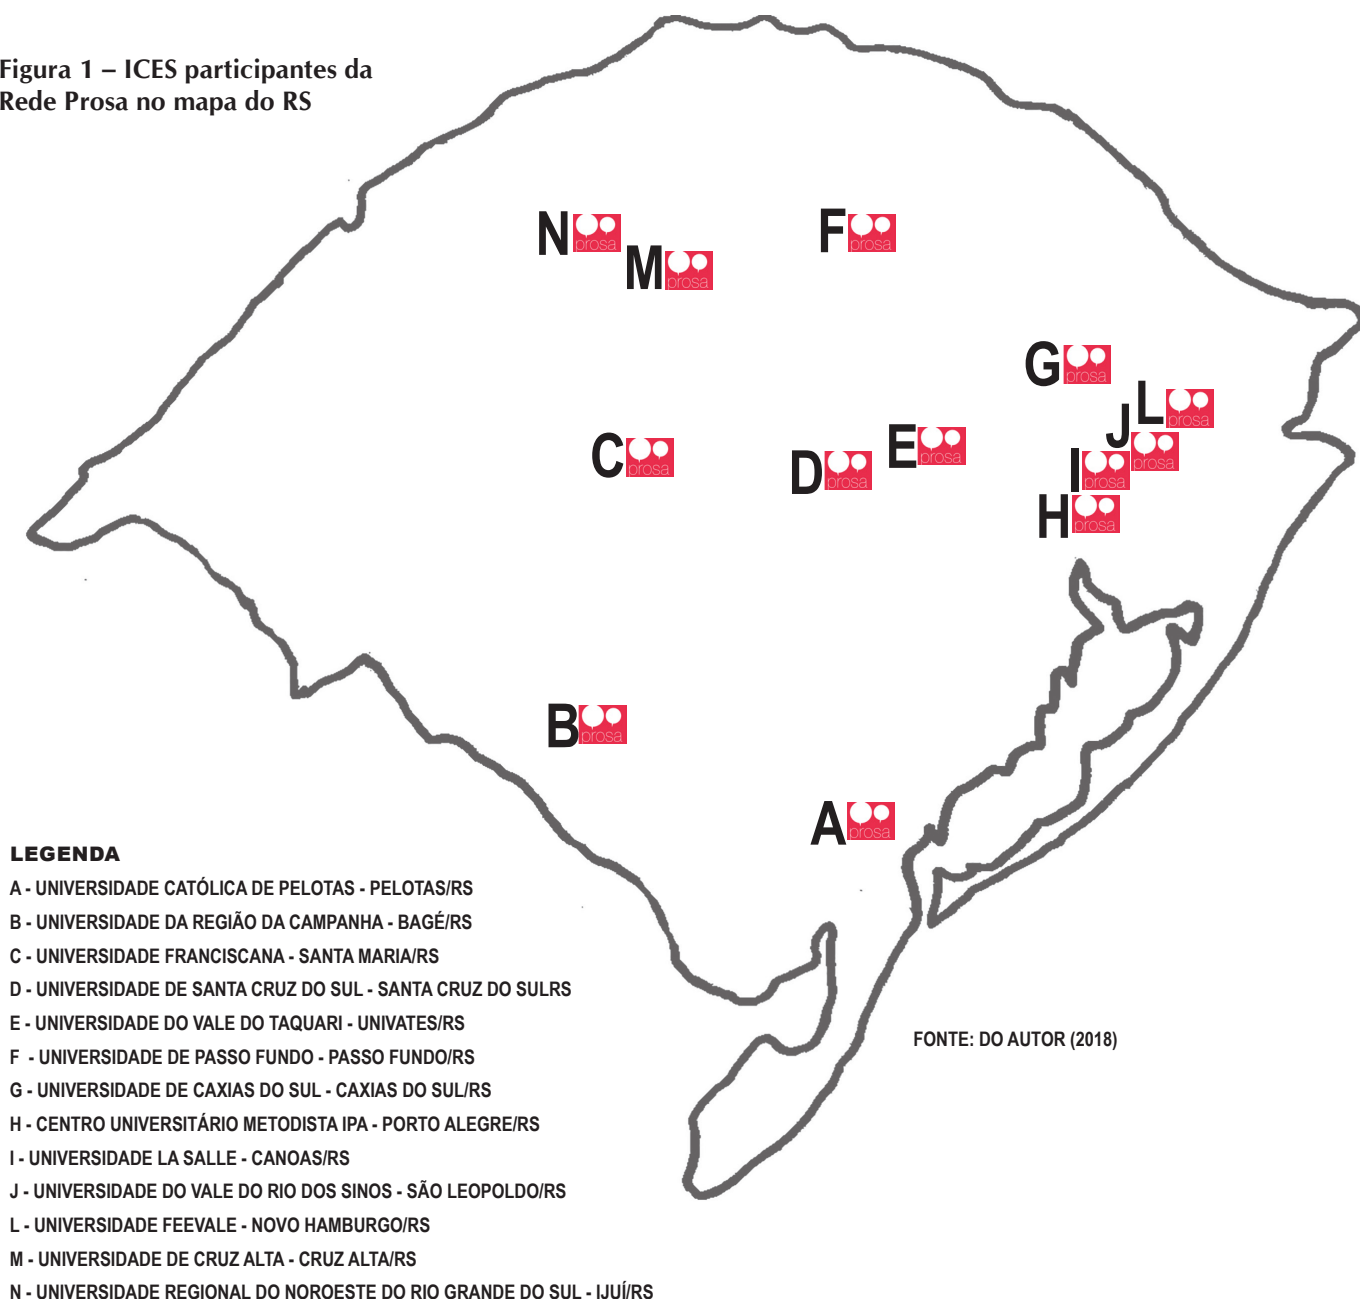 Figura 1 – ICES participantes da
Rede Prosa no mapa do RS
N prosa
M prosa
F prosa
G prosa
L prosa
J prosa
C prosa
D prosa
E prosa
I prosa
H prosa
B prosa
A prosa
LEGENDA
A - UNIVERSIDADE CATÓLICA DE PELOTAS - PELOTAS/RS
B - UNIVERSIDADE DA REGIÃO DA CAMPANHA - BAGÉ/RS
C - UNIVERSIDADE FRANCISCANA - SANTA MARIA/RS
D - UNIVERSIDADE DE SANTA CRUZ DO SUL - SANTA CRUZ DO SULRS
E - UNIVERSIDADE DO VALE DO TAQUARI - UNIVATES/RS
F - UNIVERSIDADE DE PASSO FUNDO - PASSO FUNDO/RS
G - UNIVERSIDADE DE CAXIAS DO SUL - CAXIAS DO SUL/RS
H - CENTRO UNIVERSITÁRIO METODISTA IPA - PORTO ALEGRE/RS
I - UNIVERSIDADE LA SALLE - CANOAS/RS
J - UNIVERSIDADE DO VALE DO RIO DOS SINOS - SÃO LEOPOLDO/RS
L - UNIVERSIDADE FEEVALE - NOVO HAMBURGO/RS
M - UNIVERSIDADE DE CRUZ ALTA - CRUZ ALTA/RS
N - UNIVERSIDADE REGIONAL DO NOROESTE DO RIO GRANDE DO SUL - IJUÍ/RS
FONTE: DO AUTOR (2018)